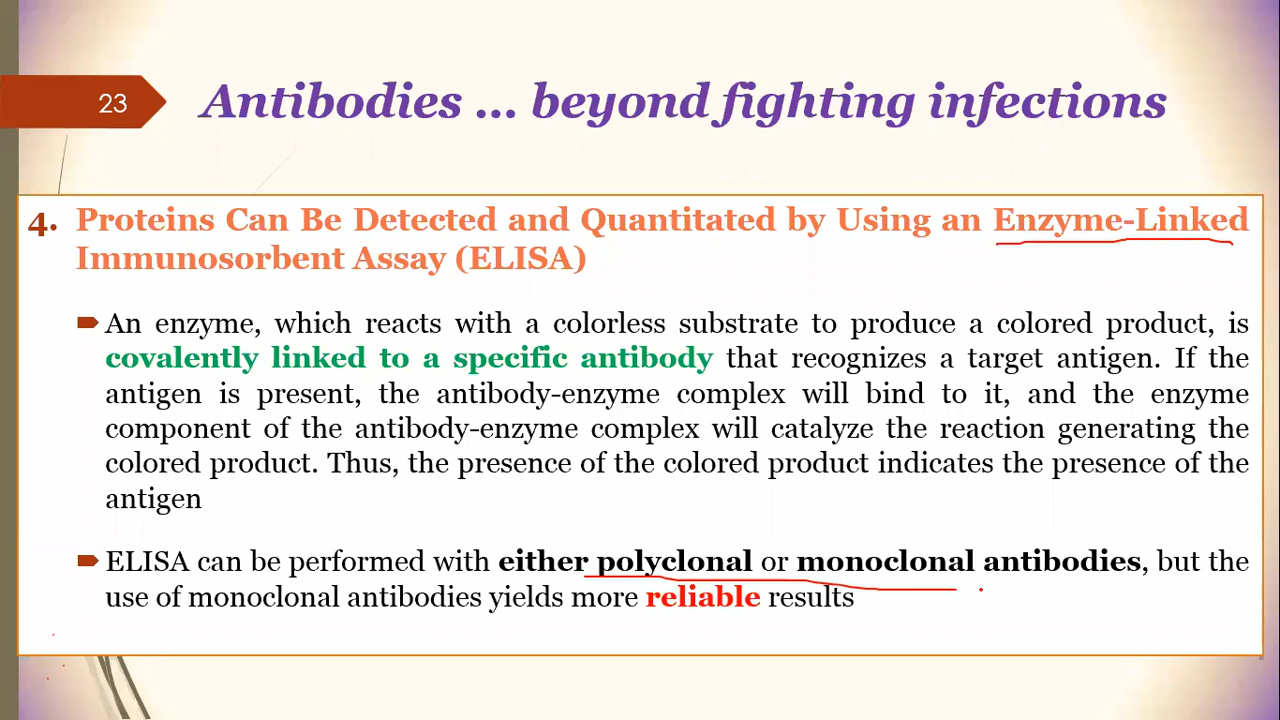 23
Antibodies ... beyond fighting infections
4. Proteins Can Be Detected and Quantitated by Using an Enzyme-Linked
Immunosorbent Assay (ELISA)
An enzyme, which reacts with a colorless substrate to produce a colored product, is
covalently linked to a specific antibody that recognizes a target antigen. If the
antigen is present, the antibody-enzyme complex will bind to it, and the enzyme
component of the antibody-enzyme complex will catalyze the reaction generating the
colored product. Thus, the presence of the colored product indicates the presence of the
antigen
ELISA can be performed with either polyclonal or monoclonal antibodies, but the
use of monoclonal antibodies yields more reliable results